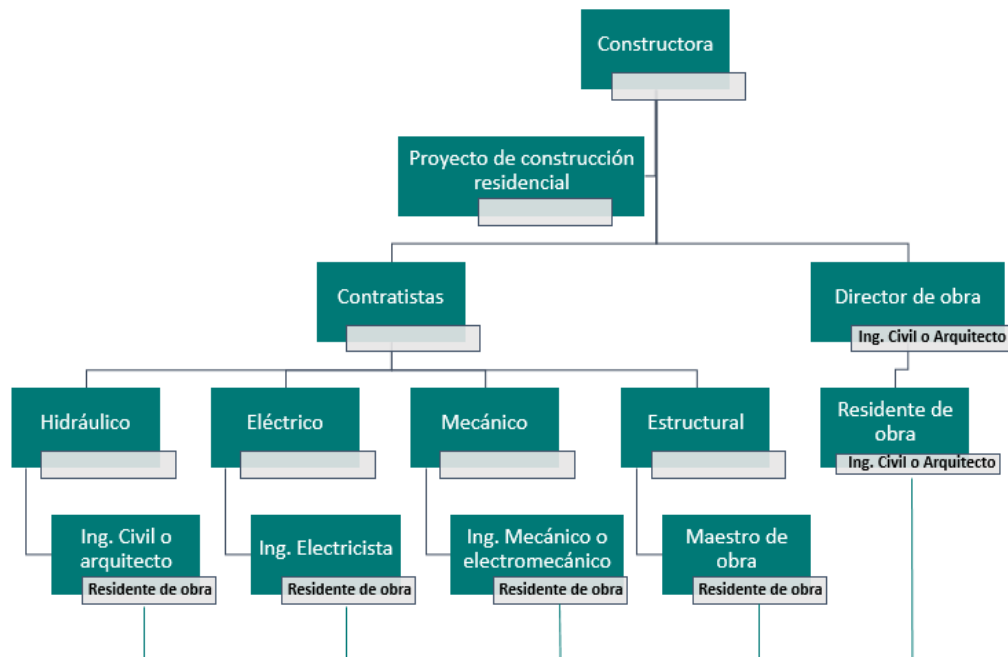 Constructora
Proyecto de construcción
residencial
Contratistas
Director de obra
Ing. Civil o Arquitecto
Hidráulico
Eléctrico
Mecánico
Estructural
Residente de
obra
Ing. Civil o Arquitecto
Ing. Civil o
arquitecto
Residente de obra
Ing. Electricista
Residente de obra
Ing. Mecánico o
electromecánico
Residente de obra
Maestro de
obra
Residente de obra